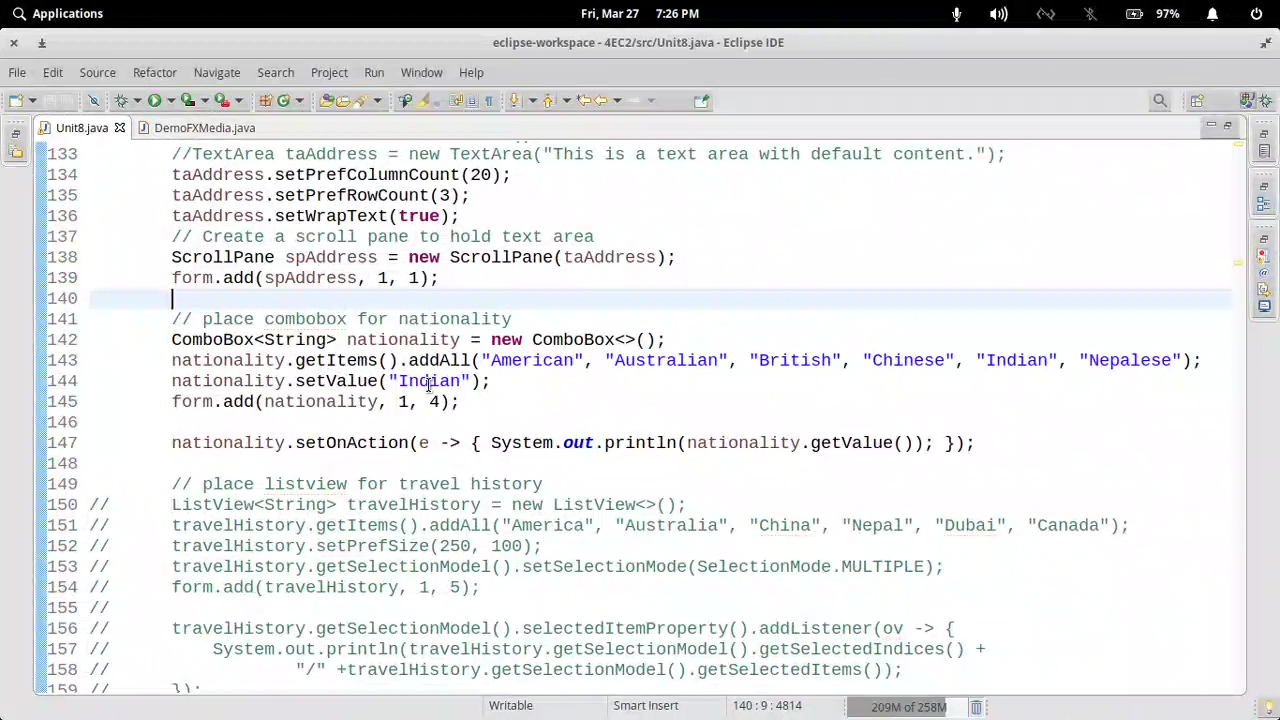 Applications
Fri, Mar 27 7:26 PM
97%
eclipse-workspace - 4EC2/src/Unit8.java - Eclipse IDE
File Edit Source Refactor Navigate Search Project Run Window Help
Unit8.java DemoFXMedia.java
133 //TextArea taAddress = new TextArea("This is a text area with default content.");
134 taAddress.setPrefColumnCount(20);
135 taAddress.setPrefRowCount(3);
136 taAddress.setWrapText(true);
137 // Create a scroll pane to hold text area
138 ScrollPane spAddress = new ScrollPane(taAddress);
139 form.add(spAddress, 1, 1);
140
141 // place combobox for nationality
142 ComboBox<String> nationality = new ComboBox<>();
143 nationality.getItems().addAll("American", "Australian", "British", "Chinese", "Indian", "Nepalese");
144 nationality.setValue("Indian");
145 form.add(nationality, 1, 4);
146
147 nationality.setOnAction(e -> { System.out.println(nationality.getValue()); });
148
149 // place listview for travel history
150 // ListView<String> travelHistory = new ListView<>();
151 // travelHistory.getItems().addAll("America", "Australia", "China", "Nepal", "Dubai", "Canada");
152 // travelHistory.setPrefSize(250, 100);
153 // travelHistory.getSelectionModel().setSelectionMode(SelectionMode.MULTIPLE);
154 // form.add(travelHistory, 1, 5);
155 //
156 // travelHistory.getSelectionModel().selectedItemProperty().addListener(ov -> {
157 // System.out.println(travelHistory.getSelectionModel().getSelectedIndices() +
158 // "/" +travelHistory.getSelectionModel().getSelectedItems());
159 // });
Writable Smart Insert 140 : 9 : 4814 209M of 258M